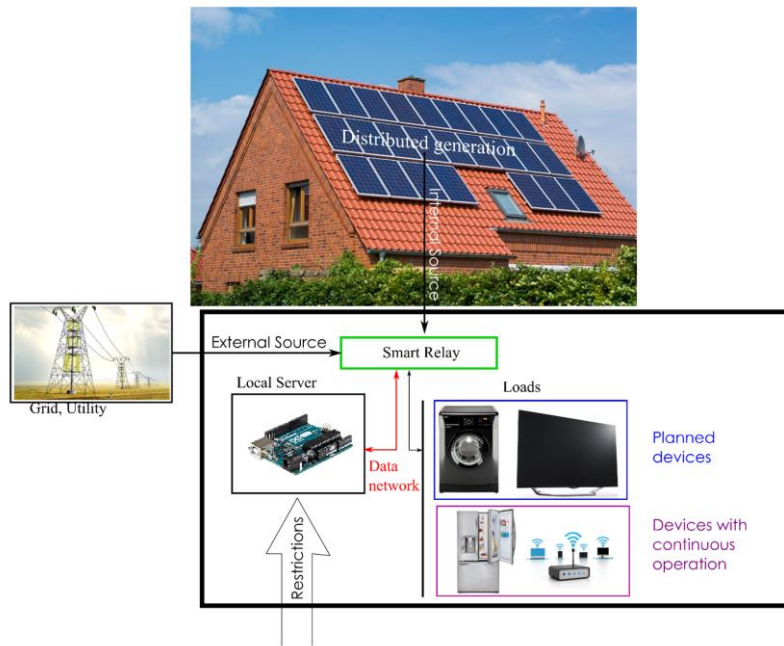 Distributed generation
Internal Source
External Source
Smart Relay
Grid, Utility
Local Server
Loads
Data
network
Planned
devices
Devices with
continuous
operation
Restrictions